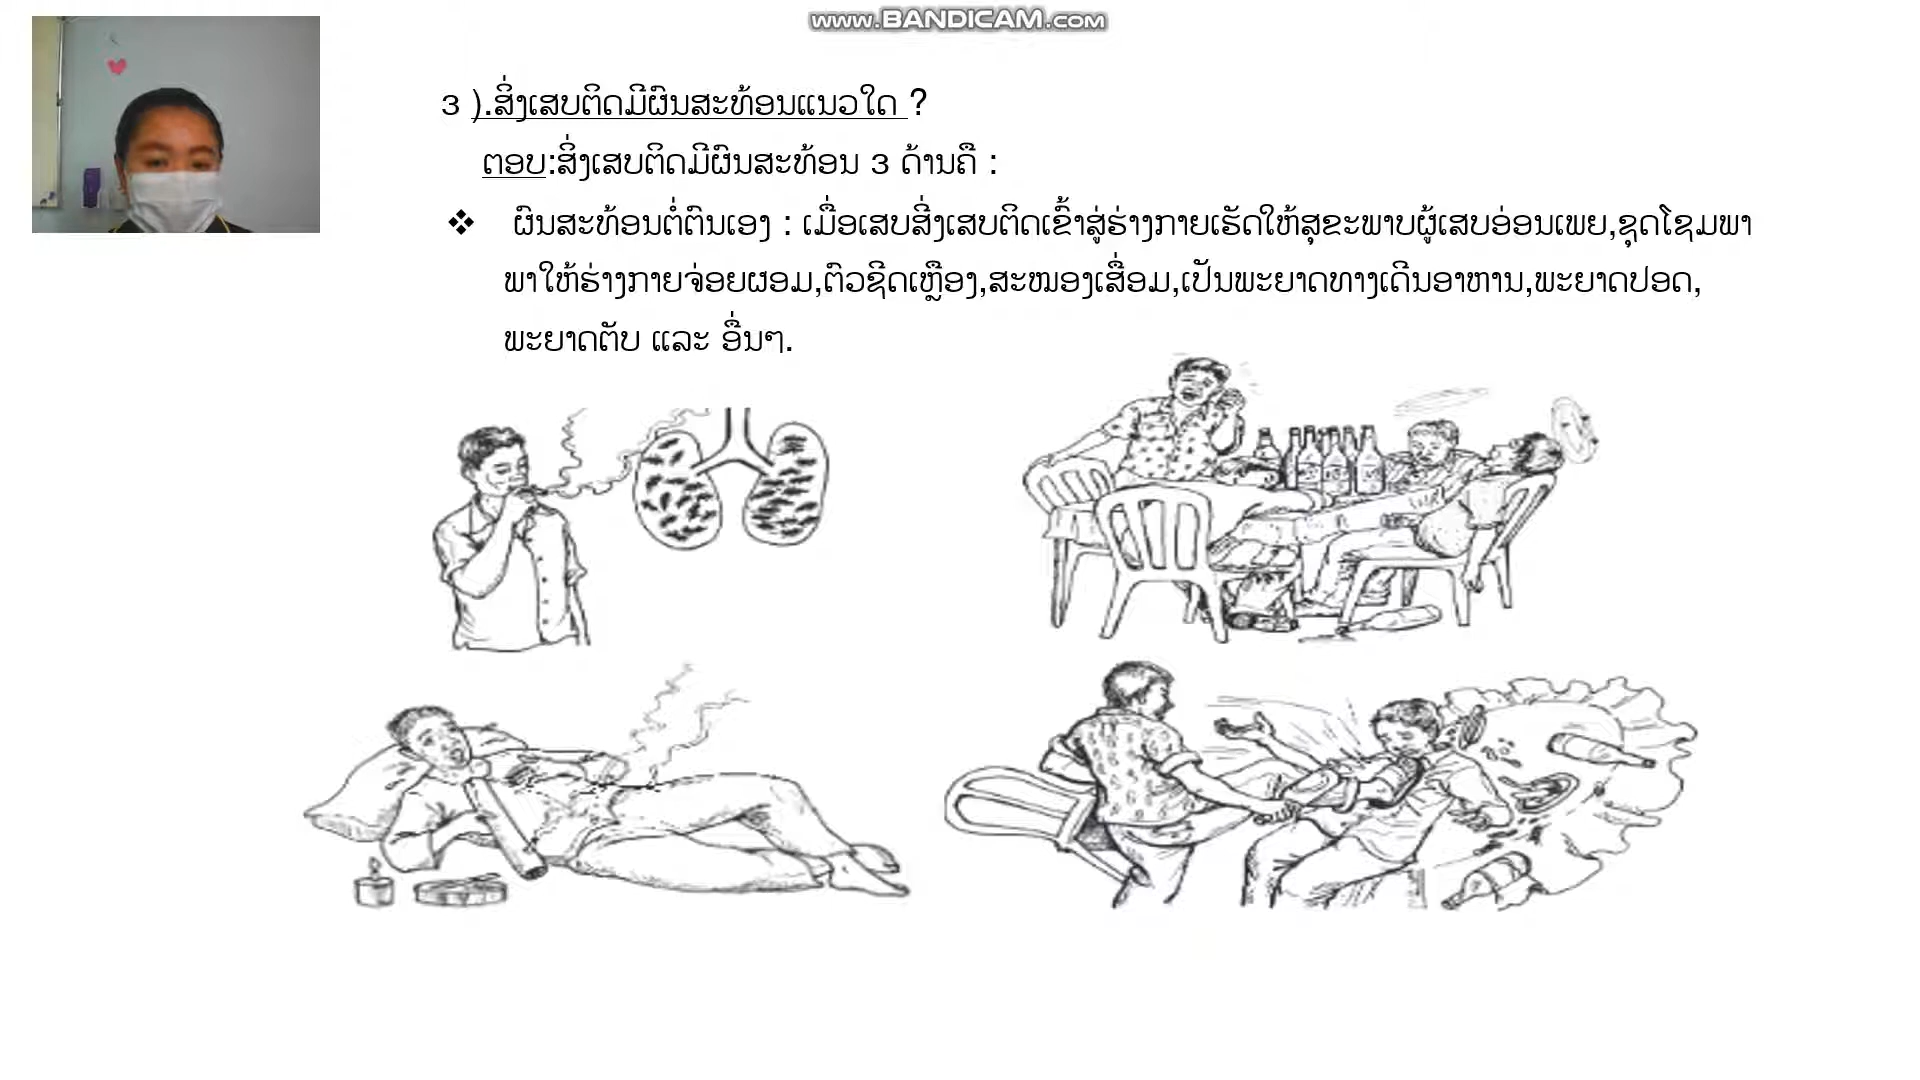 www.BANDICAM.com
3 ).ສິ່ງເສບຕິດມີຜົນສະທ້ອນແນວໃດ ?
ຕອບ:ສິ່ງເສບຕິດມີຜົນສະທ້ອນ 3 ດ້ານຄື :
❖ ຜົນສະທ້ອນຕໍ່ຕົນເອງ : ເມື່ອເສບສິ່ງເສບຕິດເຂົ້າສູ່ຮ່າງກາຍເຮັດໃຫ້ສຸຂະພາບຜູ້ເສບອ່ອນເພຍ,ຊຸດໂຊມພາ
ພາໃຫ້ຮ່າງກາຍຈ່ອຍຜອມ,ຕົວຊີດເຫຼືອງ,ສະໝອງເສື່ອມ,ເປັນພະຍາດທາງເດີນອາຫານ,ພະຍາດປອດ,
ພະຍາດຕັບ ແລະ ອື່ນໆ.